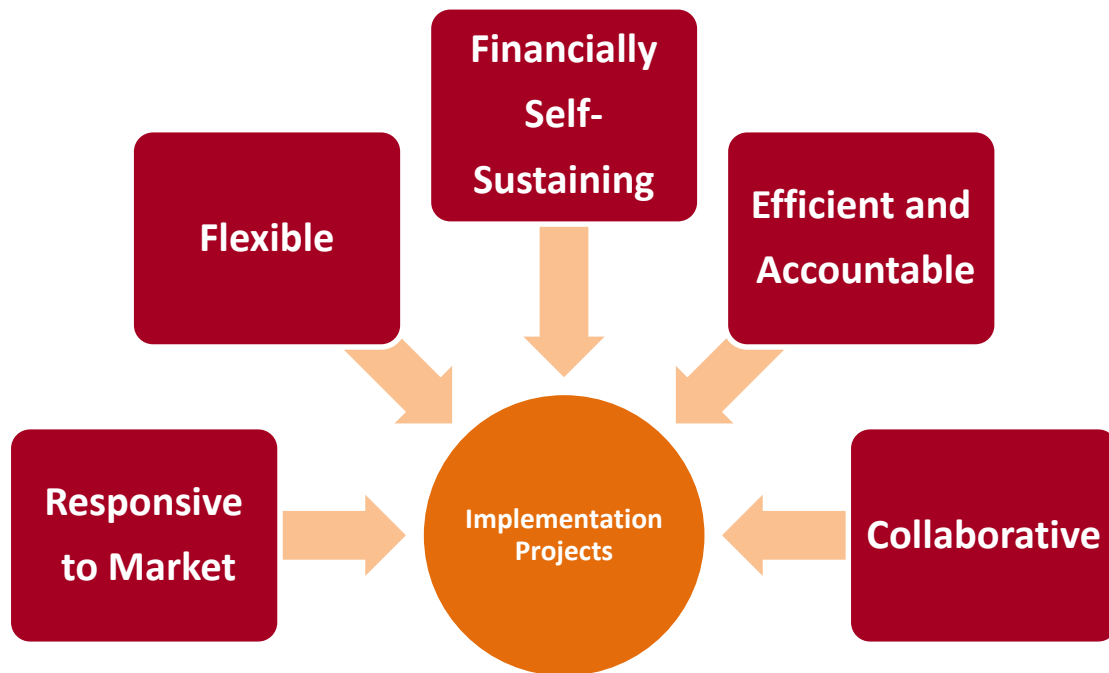 Financially
Self-
Sustaining
Flexible
Efficient and
Accountable
Responsive
to Market
Implementation
Projects
Collaborative